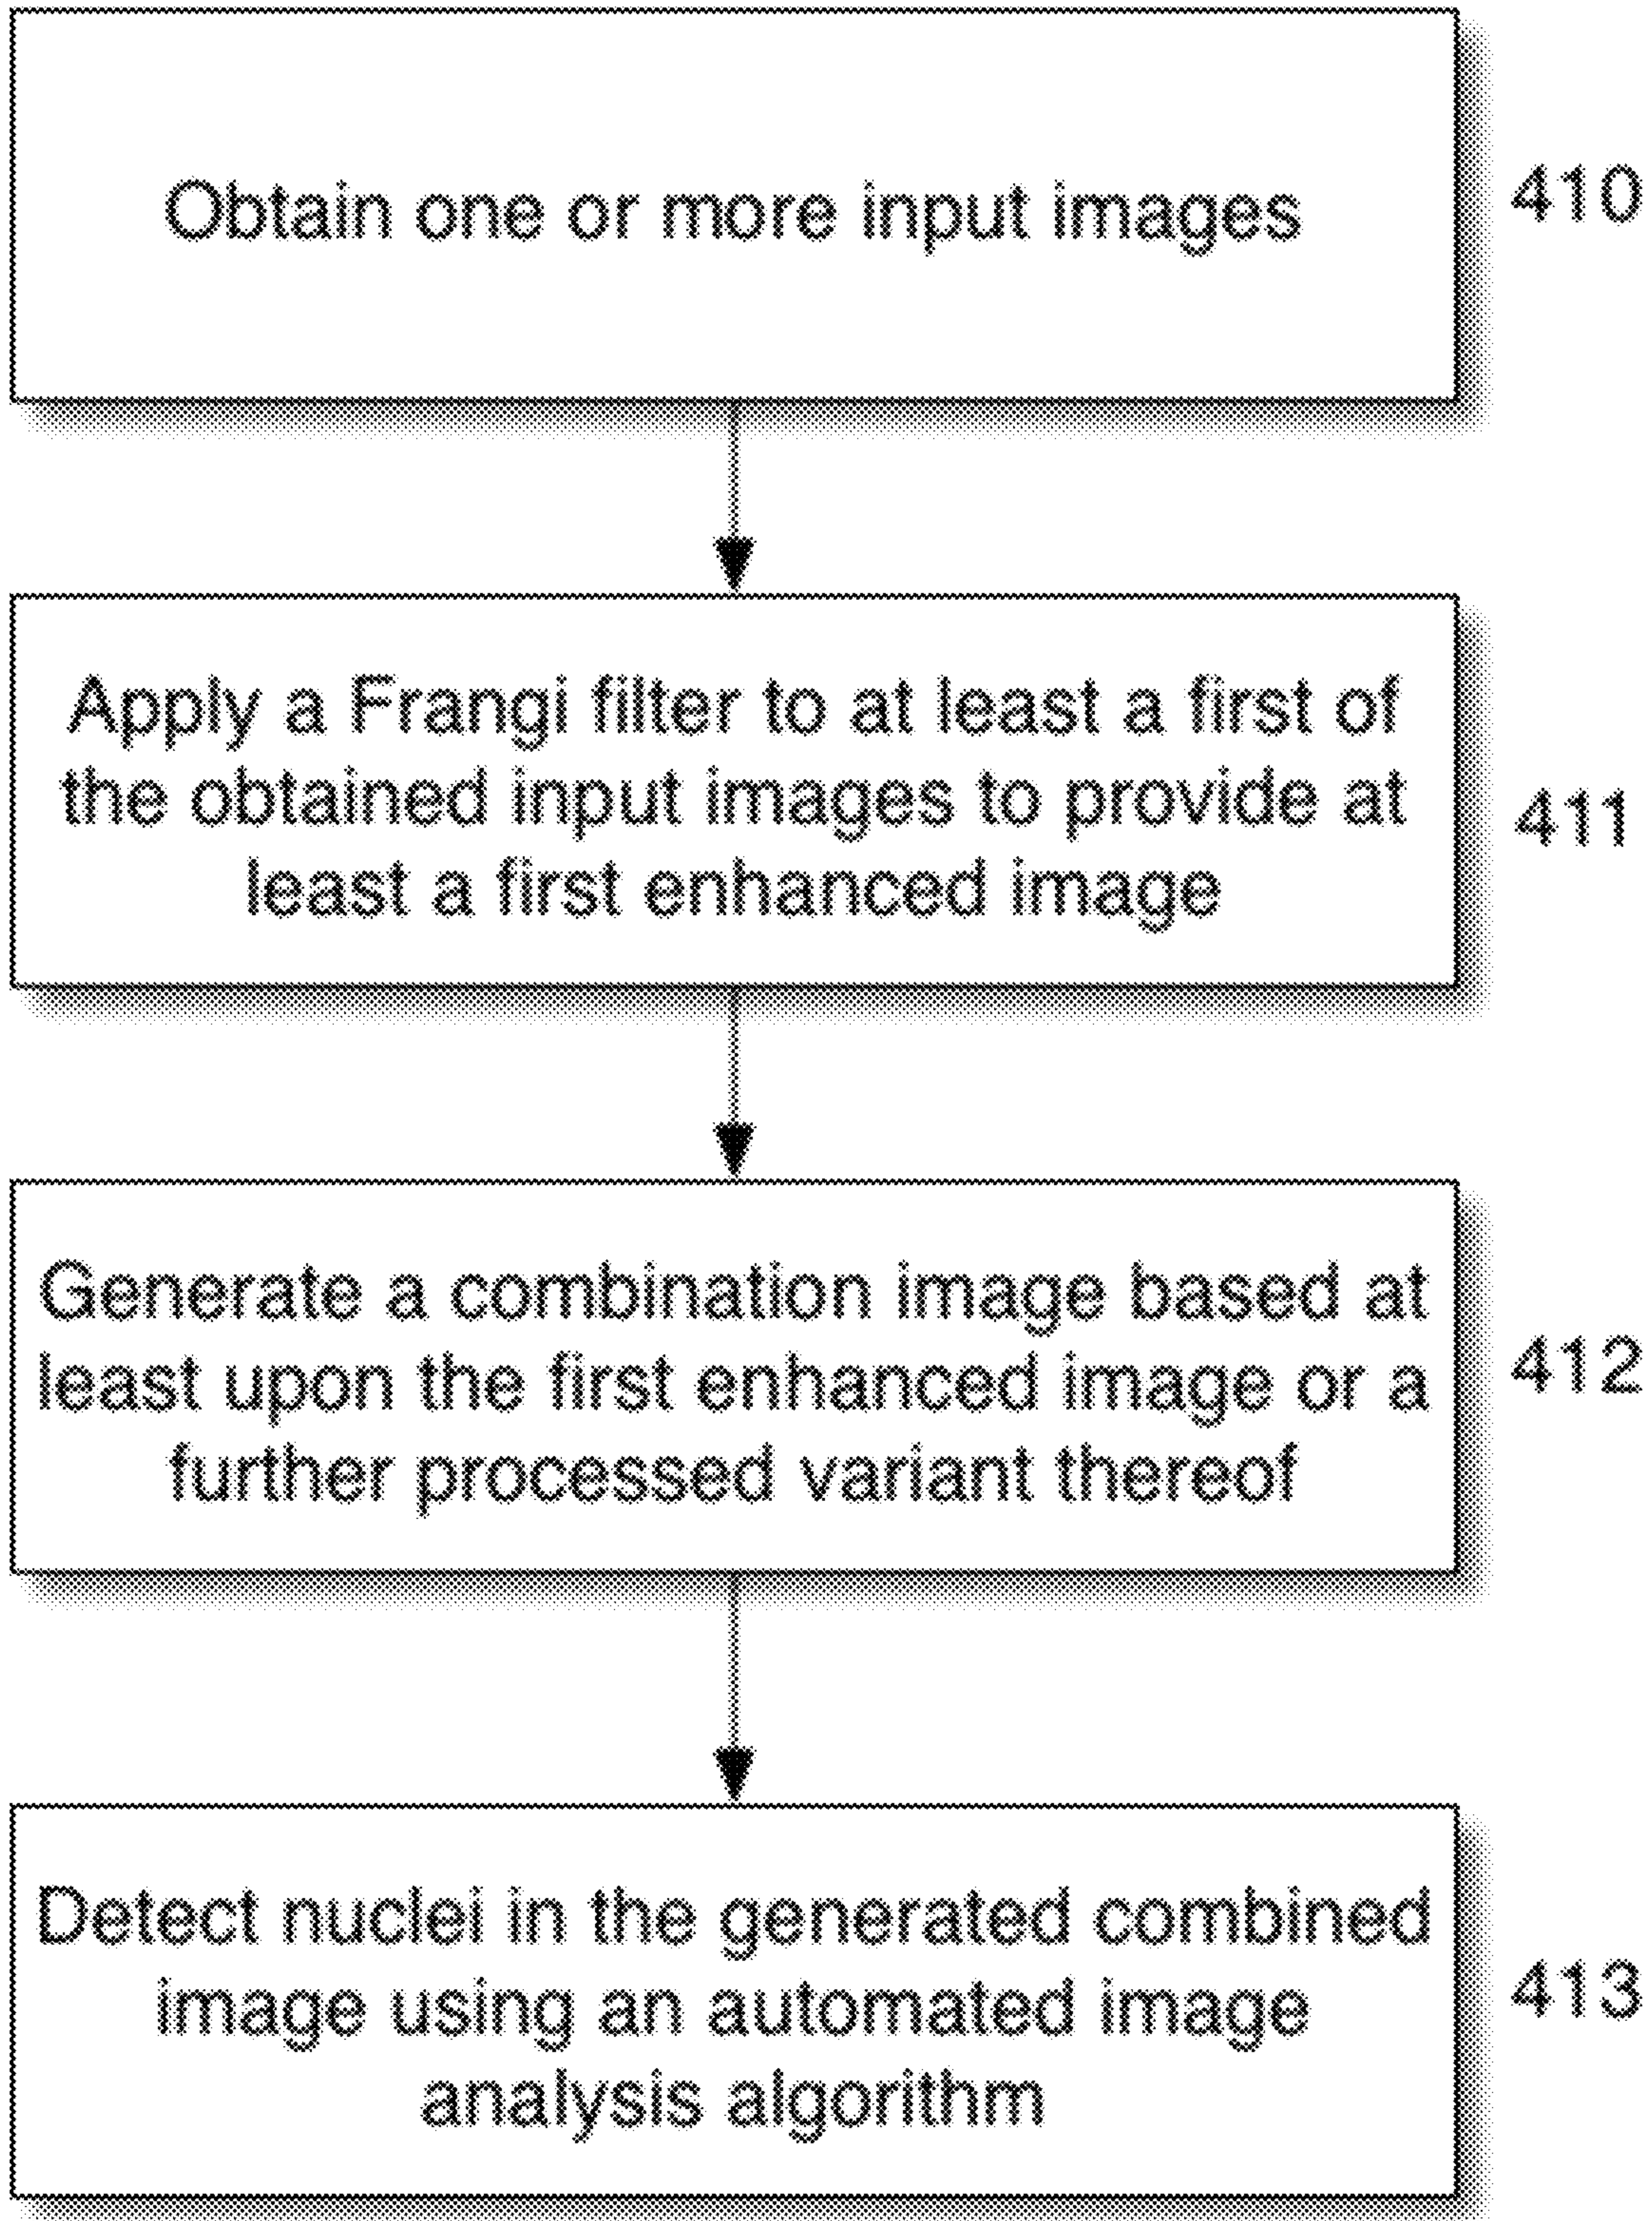 Obtain one or more input images
410
Apply a Frangi filter to at least a first of
the obtained input images to provide at
least a first enhanced image
411
Generate a combination image based at
least upon the first enhanced image or a
further processed variant thereof
412
Detect nuclei in the generated combined
image using an automated image
analysis algorithm
413